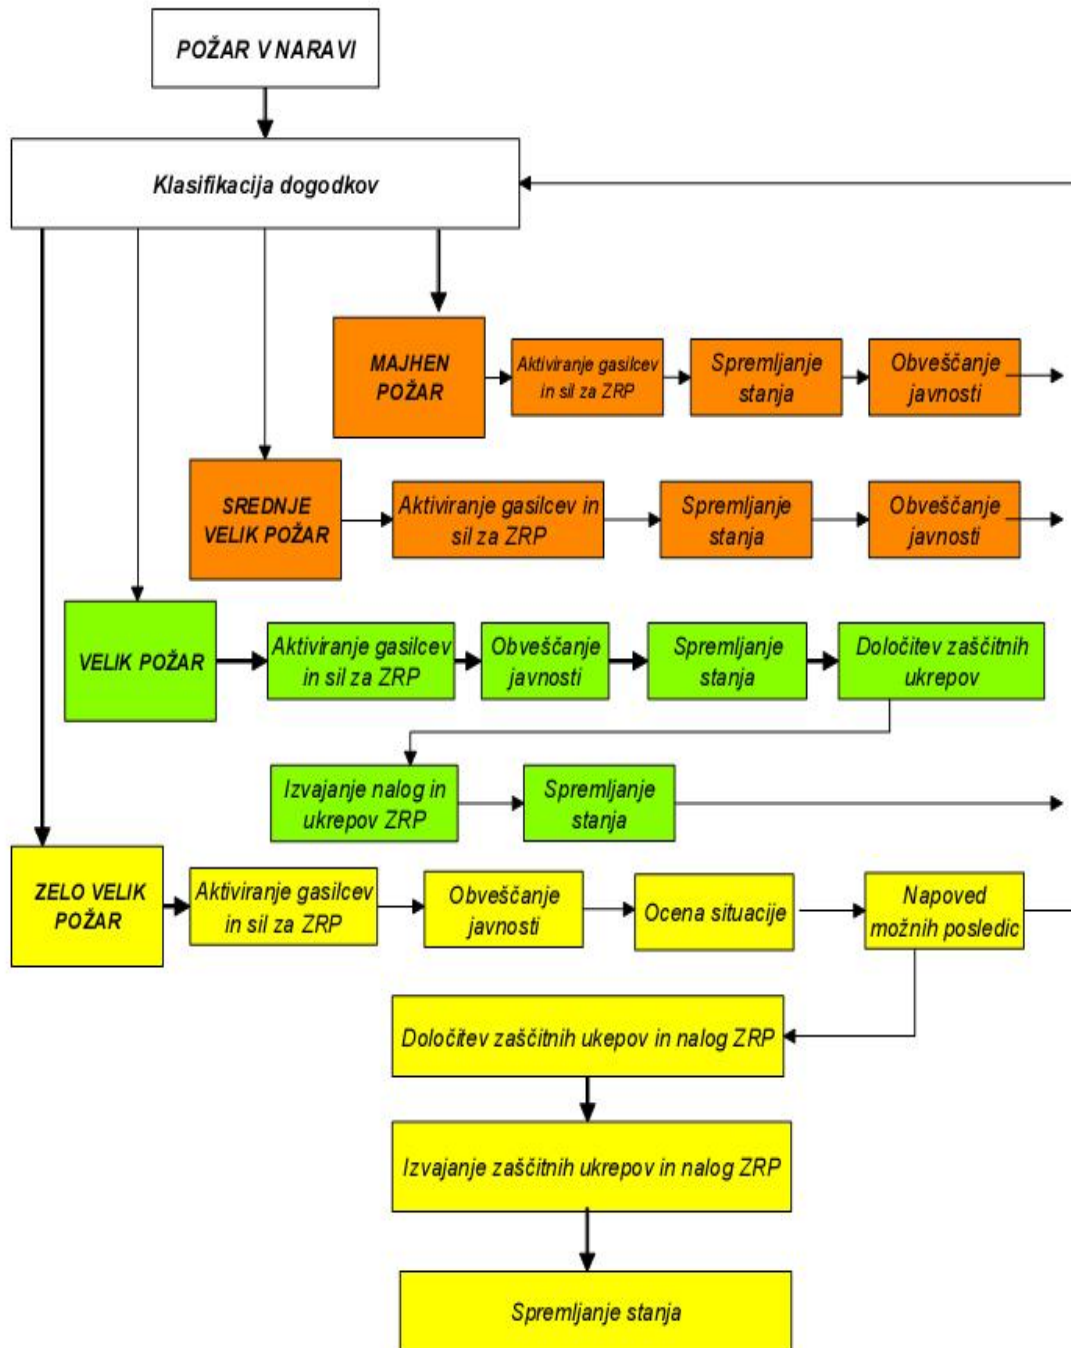 POŽAR V NARAVI
Klasifikacija dogodkov
MAJHEN
POŽAR
Aktiviranje gasilcev
in sil za ZRP
Spremljanje
stanja
Obveščanje
javnosti
SREDNJE
VELIK POŽAR
Aktiviranje gasilcev in
sil za ZRP
Spremljanje
stanja
Obveščanje
javnosti
VELIK POŽAR
Aktiviranje gasilcev
in sil za ZRP
Obveščanje
javnosti
Spremljanje
stanja
Določitev zaščitnih
ukrepov
Izvajanje nalog in
ukrepov ZRP
Spremljanje
stanja
ZELO VELIK
POŽAR
Aktiviranje gasilcev
in sil za ZRP
Obveščanje
javnosti
Ocena situacije
Napoved
možnih posledic
Določitev zaščitnih ukepov in nalog ZRP
Izvajanje zaščitnih ukrepov in nalog ZRP
Spremljanje stanja